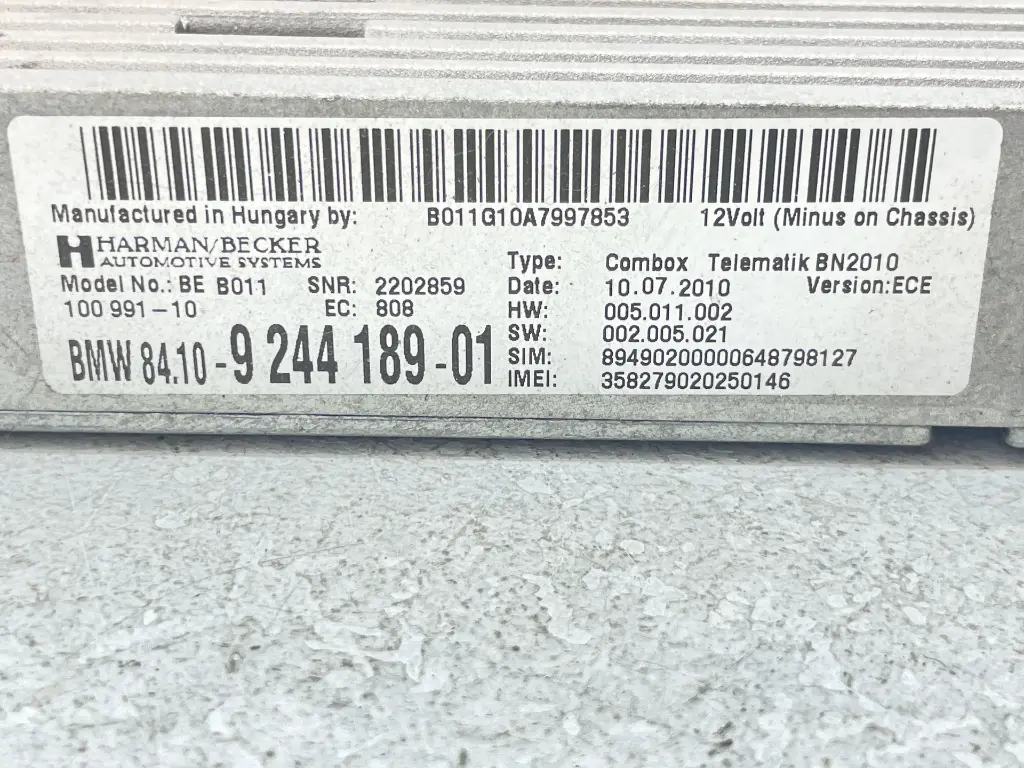 Manufactured in Hungary by: B011G10A7997853 12Volt (Minus on Chassis)
HARMAN/BECKER
AUTOMOTIVE SYSTEMS
Type: Combox Telematik BN2010
Model No.: BE B011 SNR: 2202859
Date: 10.07.2010 Version:ECE
100 991-10 EC: 808
HW: 005.011.002
SW: 002.005.021
BMW 84.10-9 244 189-01
SIM: 89490200000648798127
IMEI: 358279020250146